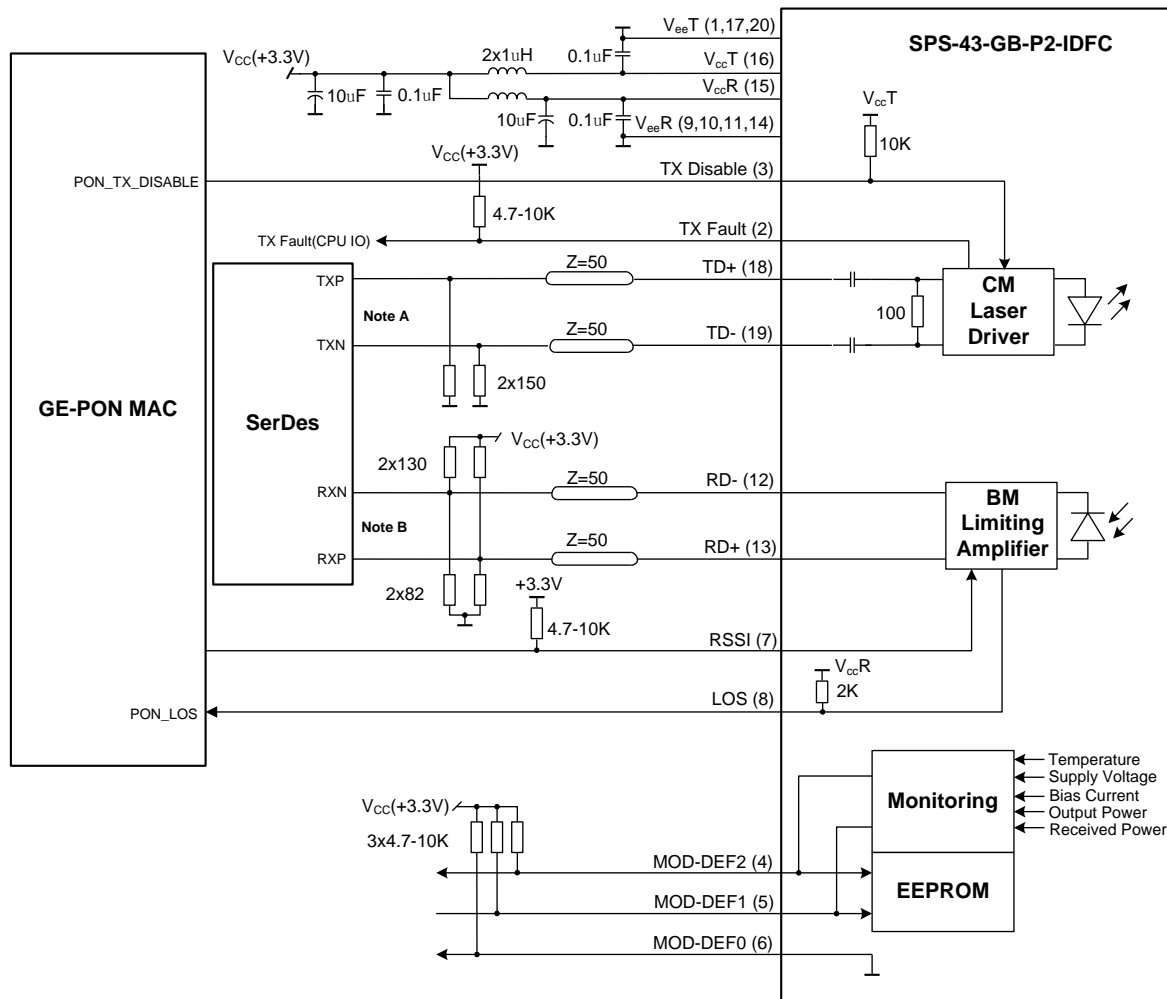 SPS-43-GB-P2-IDFC
VeeT (1,17,20)
VCC(+3.3V)
2x1uH
0.1uF
VccT (16)
VccR (15)
10uF
0.1uF
10uF
0.1uF
VeeR (9,10,11,14)
VccT
10K
VCC(+3.3V)
PON_TX_DISABLE
TX Disable (3)
4.7-10K
TX Fault(CPU IO)
TX Fault (2)
TXP
Z=50
TD+ (18)
CM
Laser
Driver
Note A
100
TXN
Z=50
TD- (19)
2x150
GE-PON MAC
SerDes
VCC(+3.3V)
2x130
RXN
Z=50
RD- (12)
BM
Limiting
Amplifier
Note B
RXP
Z=50
RD+ (13)
2x82
+3.3V
4.7-10K
RSSI (7)
VccR
2K
PON_LOS
LOS (8)
Temperature
Supply Voltage
Bias Current
Output Power
Received Power
Monitoring
VCC(+3.3V)
3x4.7-10K
MOD-DEF2 (4)
EEPROM
MOD-DEF1 (5)
MOD-DEF0 (6)